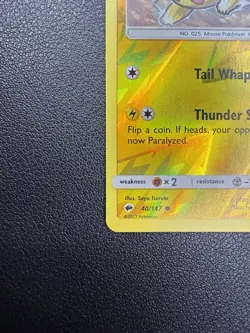 NO. 025 Mouse Pokémon
Tail Whap
Thunder S
Flip a coin. If heads, your opp
now Paralyzed.
weakness × 2 resistance
Illus. Saya Tsuruta
40/147
©2017 Pokémon